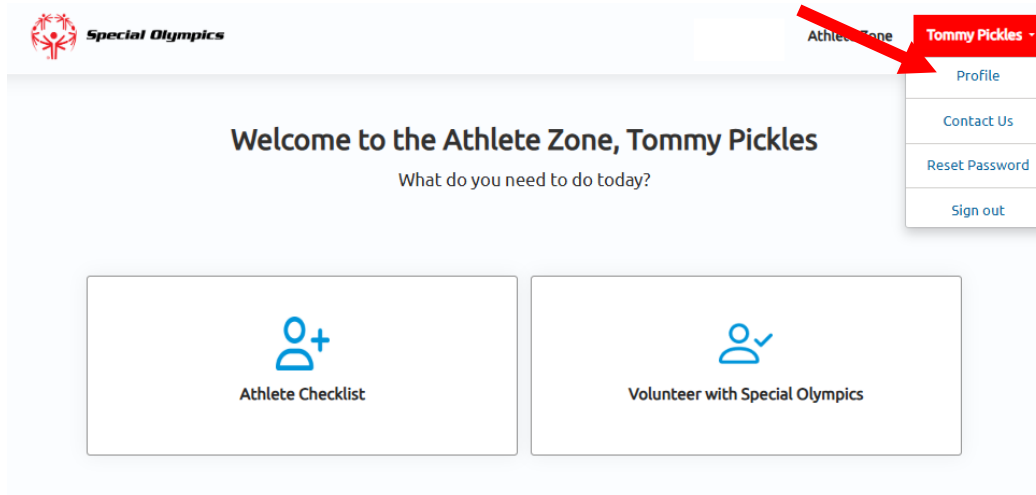 Special Olympics
Athlete Zone
Tommy Pickles
Profile
Contact Us
Reset Password
Sign out
Welcome to the Athlete Zone, Tommy Pickles
What do you need to do today?
Athlete Checklist
Volunteer with Special Olympics